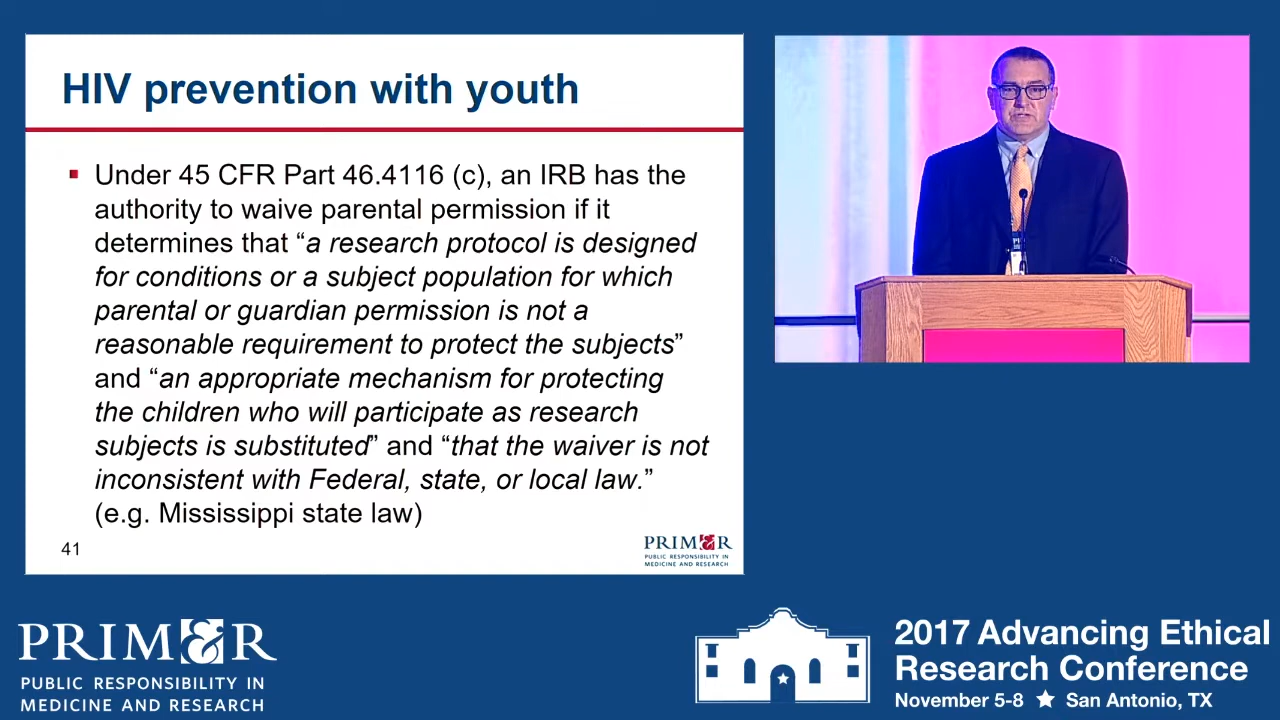 HIV prevention with youth
▪ Under 45 CFR Part 46.4116 (c), an IRB has the
authority to waive parental permission if it
determines that “a research protocol is designed
for conditions or a subject population for which
parental or guardian permission is not a
reasonable requirement to protect the subjects”
and “an appropriate mechanism for protecting
the children who will participate as research
subjects is substituted” and “that the waiver is not
inconsistent with Federal, state, or local law.”
(e.g. Mississippi state law)
41
PRIM&R
PUBLIC RESPONSIBILITY IN
MEDICINE AND RESEARCH
PRIM&R
PUBLIC RESPONSIBILITY IN
MEDICINE AND RESEARCH
2017 Advancing Ethical
Research Conference
November 5-8 ★ San Antonio, TX